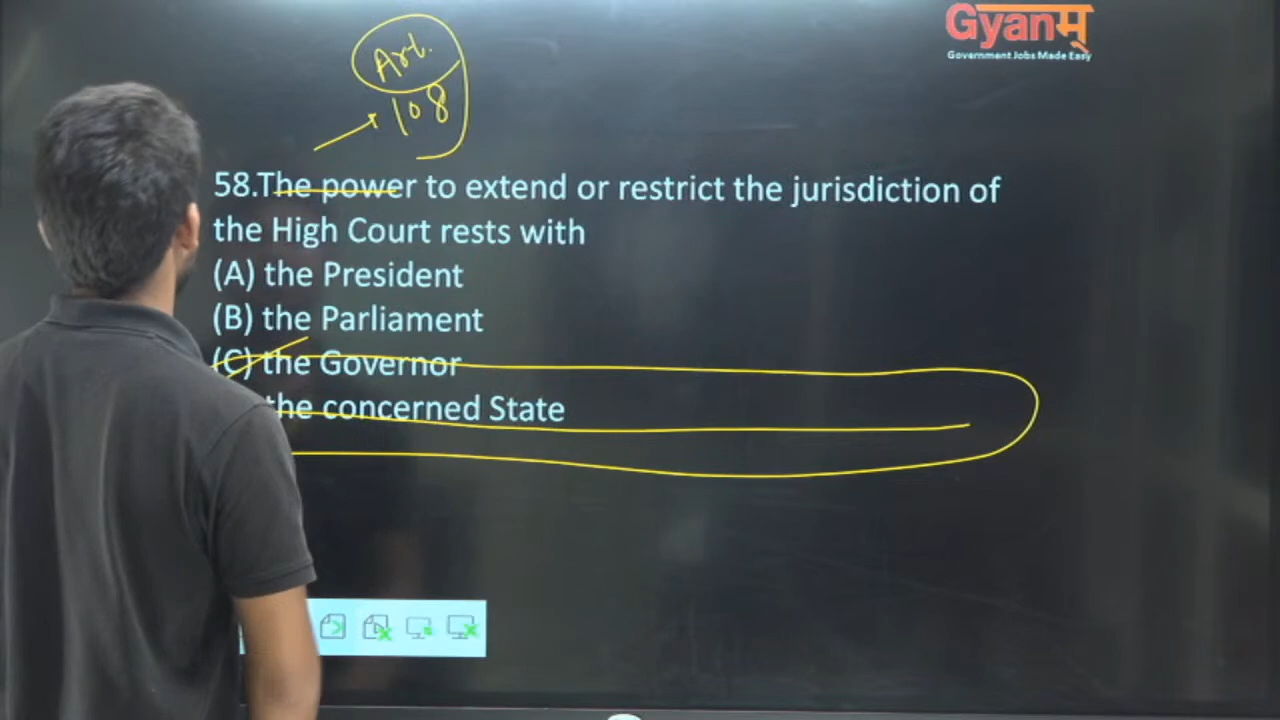 Gyanम्
Government Jobs Made Easy
Art.
108
58.The power to extend or restrict the jurisdiction of
the High Court rests with
(A) the President
(B) the Parliament
(C) the Governor
the concerned State